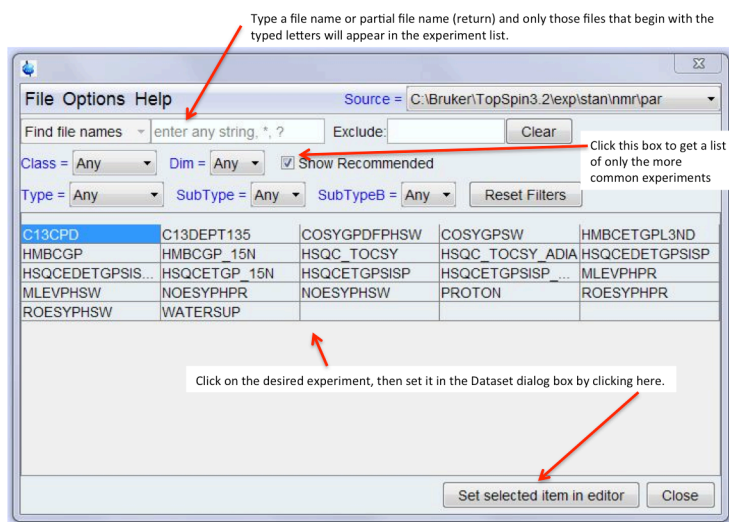 Type a file name or partial file name (return) and only those files that begin with the
typed letters will appear in the experiment list.
File Options Help
Source = C:\Bruker\TopSpin3.2\exp\stan\nmr\par
Find file names
enter any string, *, ?
Exclude:
Clear
Click this box to get a list
of only the more
common experiments
Class = Any
Dim = Any
Show Recommended
Type = Any
SubType = Any
SubTypeB = Any
Reset Filters
C13CPD C13DEPT135 COSYGPDFPHSW COSYGPSW HMBCETGPL3ND
HMBCGP HMBCGP_15N HSQC_TOCSY HSQC_TOCSY_ADIA HSQCEDETGPSISP
HSQCEDETGPSIS... HSQCETGP_15N HSQCETGPSISP HSQCETGPSISP_... MLEVPHPR
MLEVPHSW NOESYPHPR NOESYPHSW PROTON ROESYPHPR
ROESYPHSW WATERSUP
Click on the desired experiment, then set it in the Dataset dialog box by clicking here.
Set selected item in editor
Close